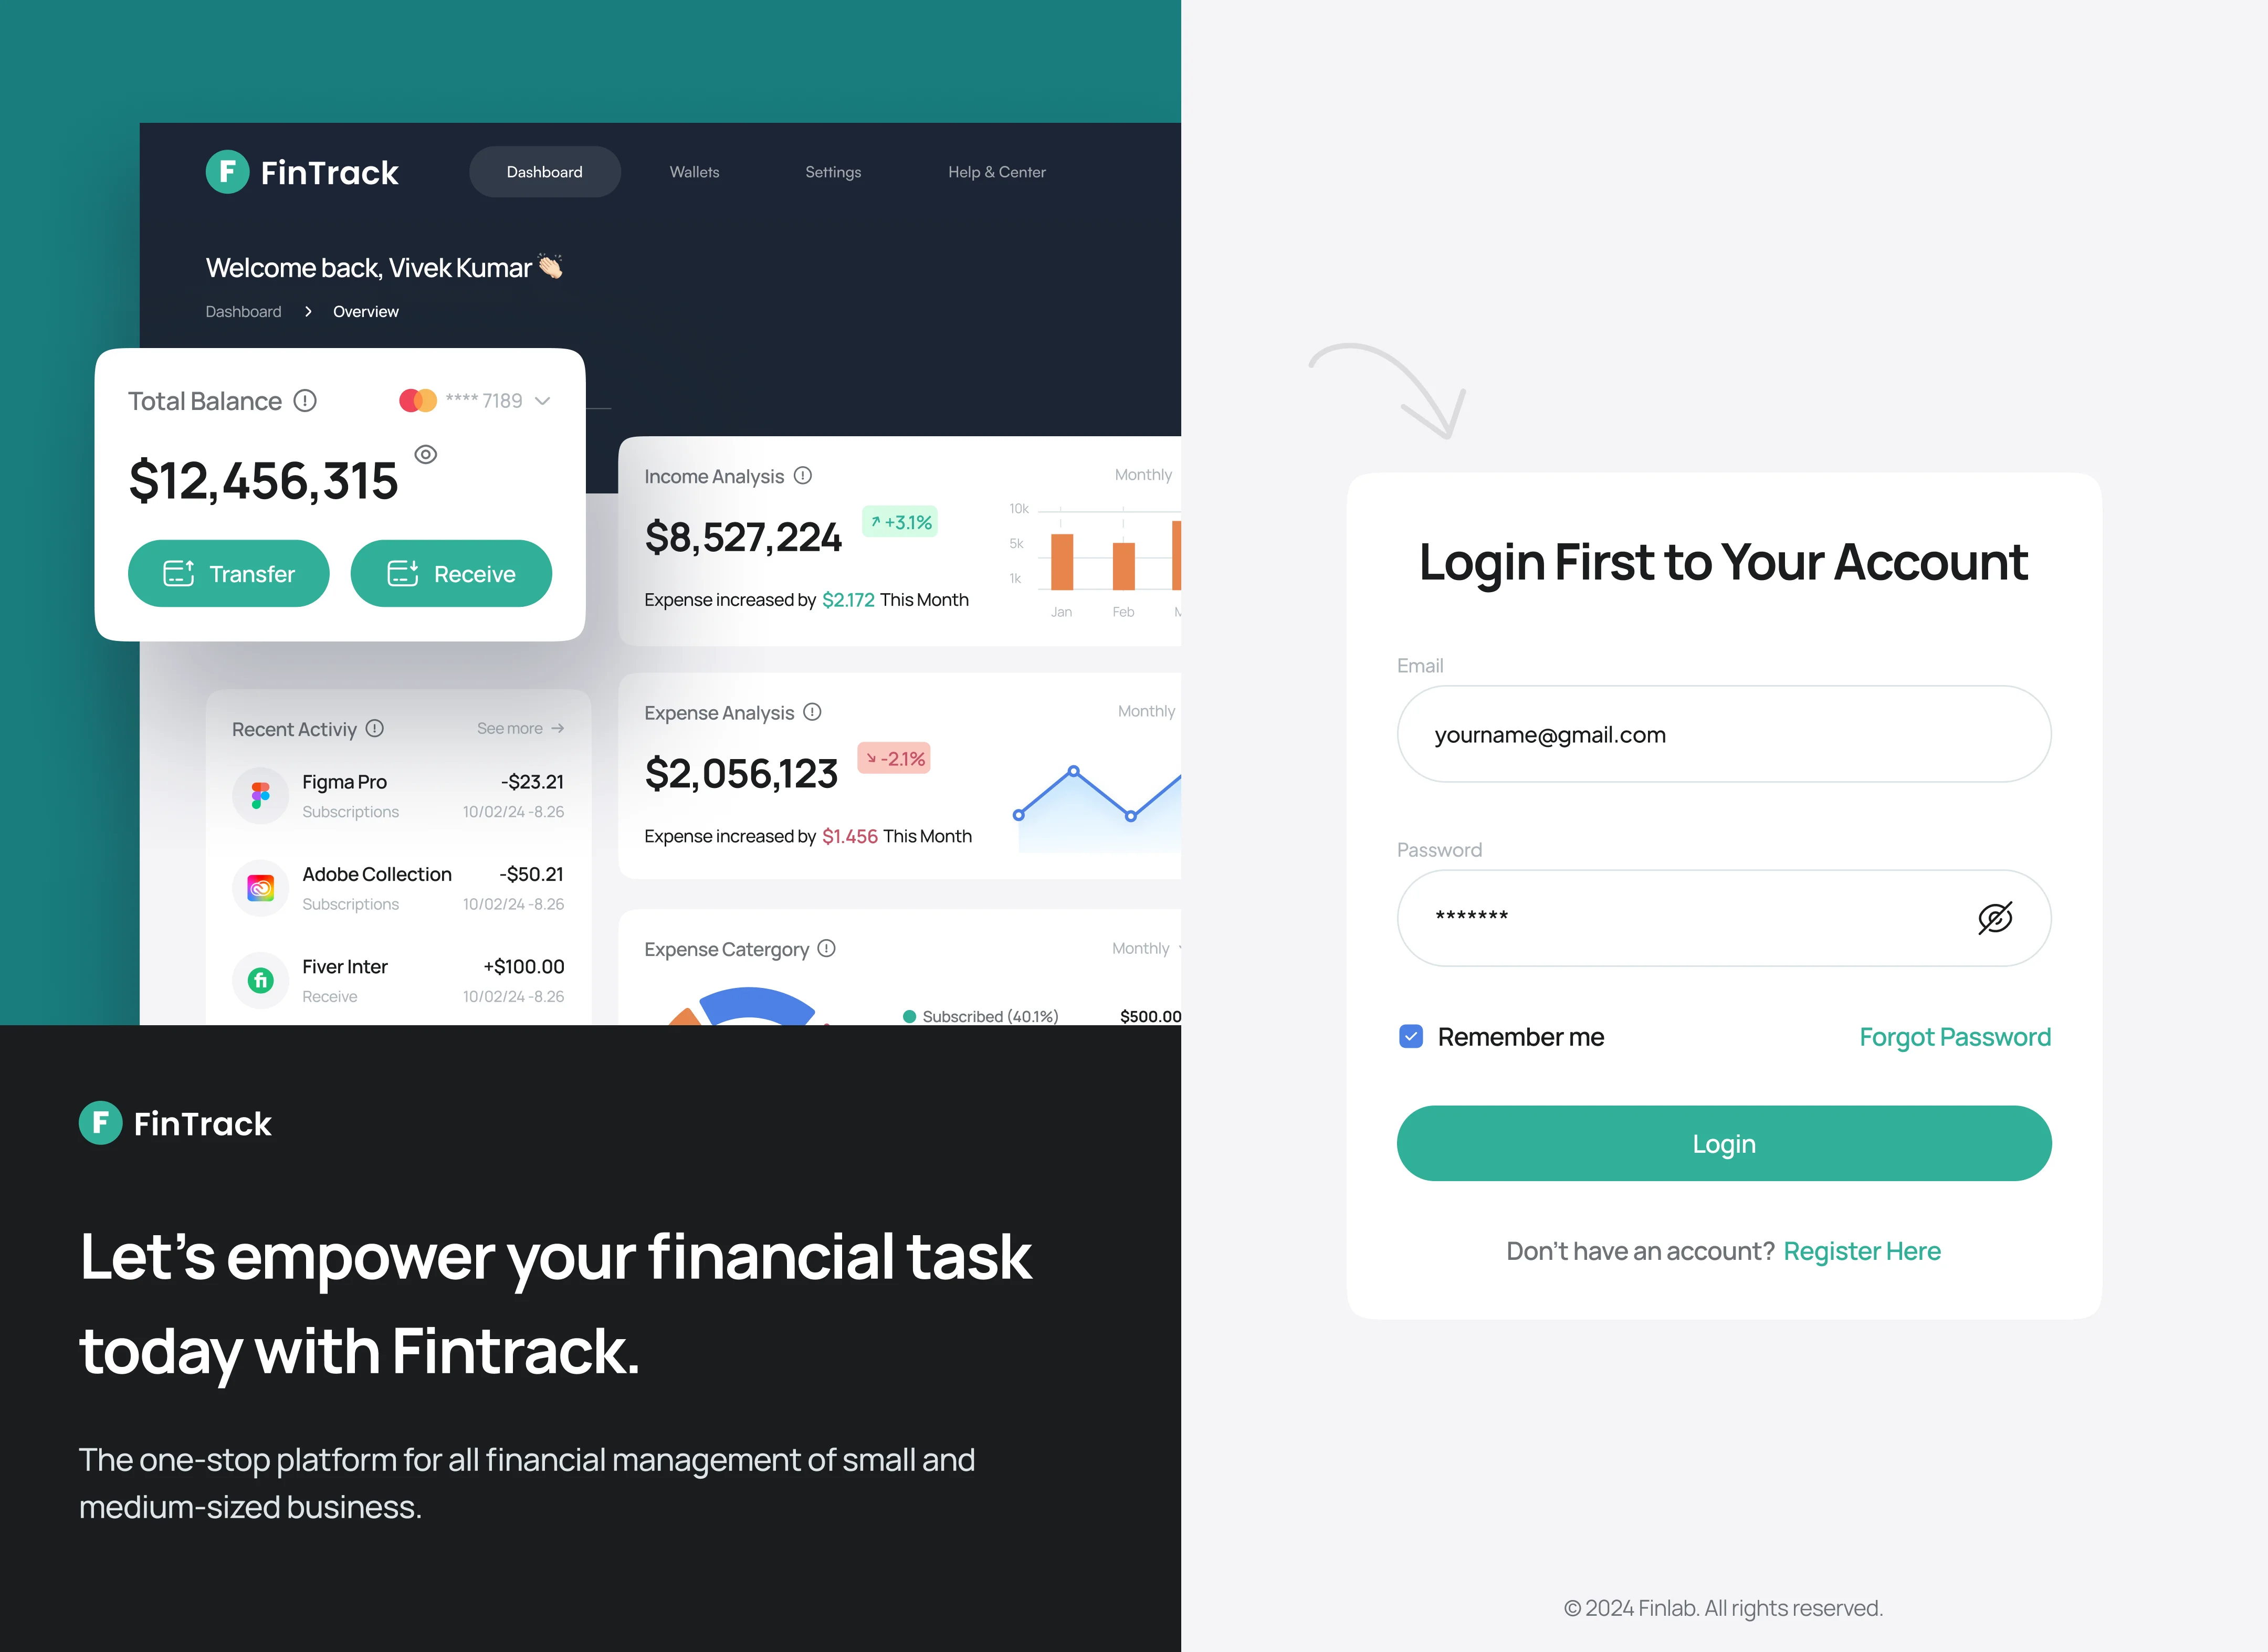 F FinTrack
Dashboard
Wallets
Settings
Help & Center
Welcome back, Vivek Kumar 👏🏻
Dashboard > Overview
Total Balance
**** 7189
$12,456,315
Transfer
Receive
Income Analysis
Monthly
$8,527,224
+3.1%
Expense increased by $2.172 This Month
10k
5k
1k
Jan
Feb
M
Expense Analysis
Monthly
$2,056,123
-2.1%
Expense increased by $1.456 This Month
Recent Activiy
See more →
Figma Pro
-$23.21
Subscriptions
10/02/24 -8.26
Adobe Collection
-$50.21
Subscriptions
10/02/24 -8.26
fi
Fiver Inter
+$100.00
Receive
10/02/24 -8.26
Expense Catergory
Monthly
Subscribed (40.1%)
$500.00
F FinTrack
Let’s empower your financial task
today with Fintrack.
The one-stop platform for all financial management of small and
medium-sized business.
Login First to Your Account
Email
yourname@gmail.com
Password
*******
Remember me
Forgot Password
Login
Don’t have an account? Register Here
© 2024 Finlab. All rights reserved.